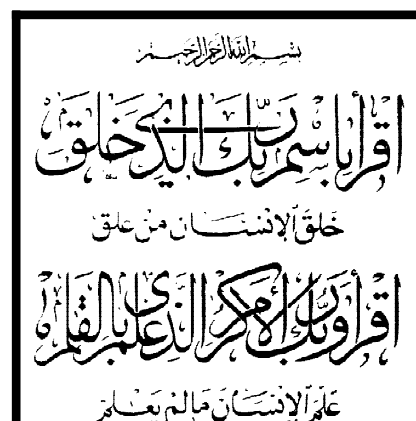 بسم الله الرحمن الرحيم
اقرأ باسم ربك الذي خلق
خلق الإنسان من علق
اقرأ وربك الأكرم الذي علم بالقلم
علم الإنسان ما لم يعلم